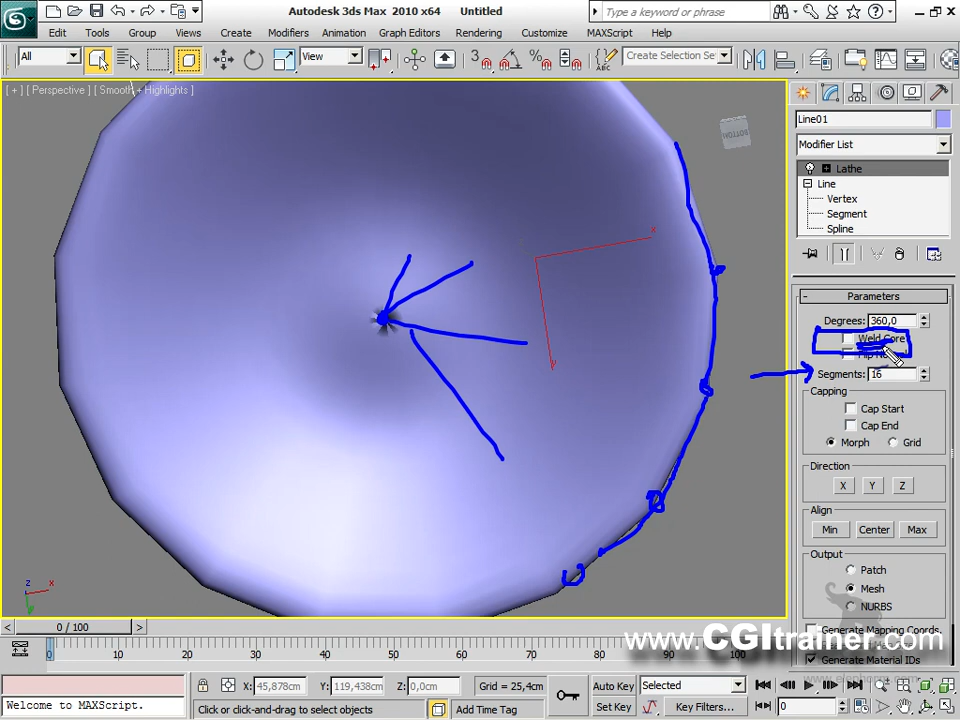 Autodesk 3ds Max 2010 x64 Untitled
Type a keyword or phrase
Edit Tools Group Views Create Modifiers Animation Graph Editors Rendering Customize MAXScript Help
All View 3 Create Selection Se
[ + ] [ Perspective ] [ Smooth + Highlights ]
BOTTOM
Line01
Modifier List
Lathe
Line
Vertex
Segment
Spline
Parameters
Degrees: 360,0
Weld Core
Segments: 16
Capping
Cap Start
Cap End
Morph Grid
Direction
X Y Z
Align
Min Center Max
Output
Patch
Mesh
NURBS
Generate Mapping Coords.
Generate Material IDs
x
y
z x
y
www.CGItrainer.com
0 / 100
0 10 20 30 40 50 60 70 80 90 100
Welcome to MAXScript.
X: 45,878cm Y: 119,438cm Z: 0,0cm Grid = 25,4cm
Click or click-and-drag to select objects Add Time Tag
Auto Key Selected
Set Key Key Filters... 0